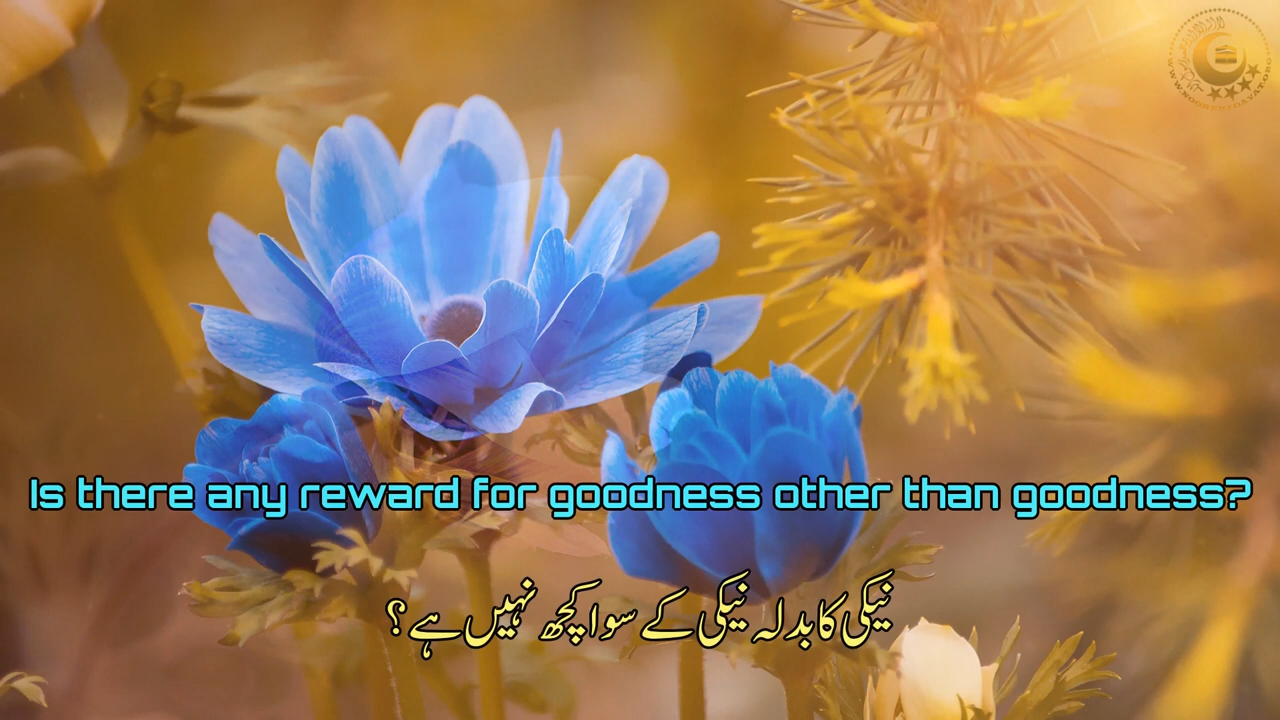 Is there any reward for goodness other than goodness?
نیکی کا بدلہ نیکی کے سوا کچھ نہیں ہے؟